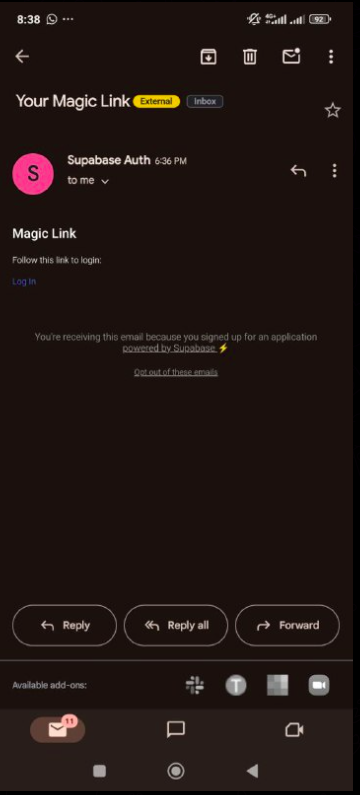 8:38
4G+
92
Your Magic Link External Inbox
S
Supabase Auth 6:36 PM
to me
Magic Link
Follow this link to login:
Log In
You're receiving this email because you signed up for an application
powered by Supabase ⚡
Opt out of these emails
Reply
Reply all
Forward
Available add-ons:
T
11